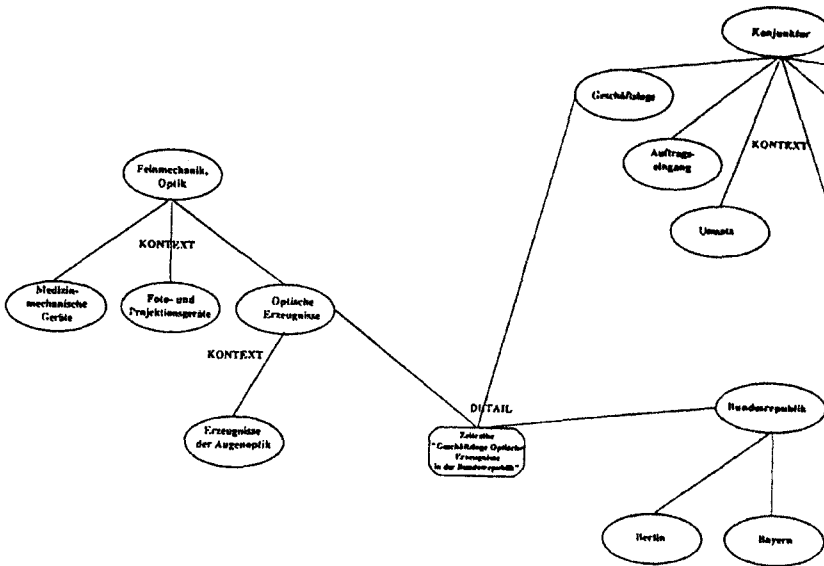 Konjunktur
Geschäftslage
Auftrags-
eingang
KONTEXT
Umsatz
Feinmechanik,
Optik
KONTEXT
Medizin-
mechanische
Geräte
Foto- und
Projektionsgeräte
Optische
Erzeugnisse
KONTEXT
Erzeugnisse
der Augenoptik
DETAIL
Zeitreihe
"Geschäftslage Optische
Erzeugnisse
in der Bundesrepublik"
Bundesrepublik
Berlin
Bayern